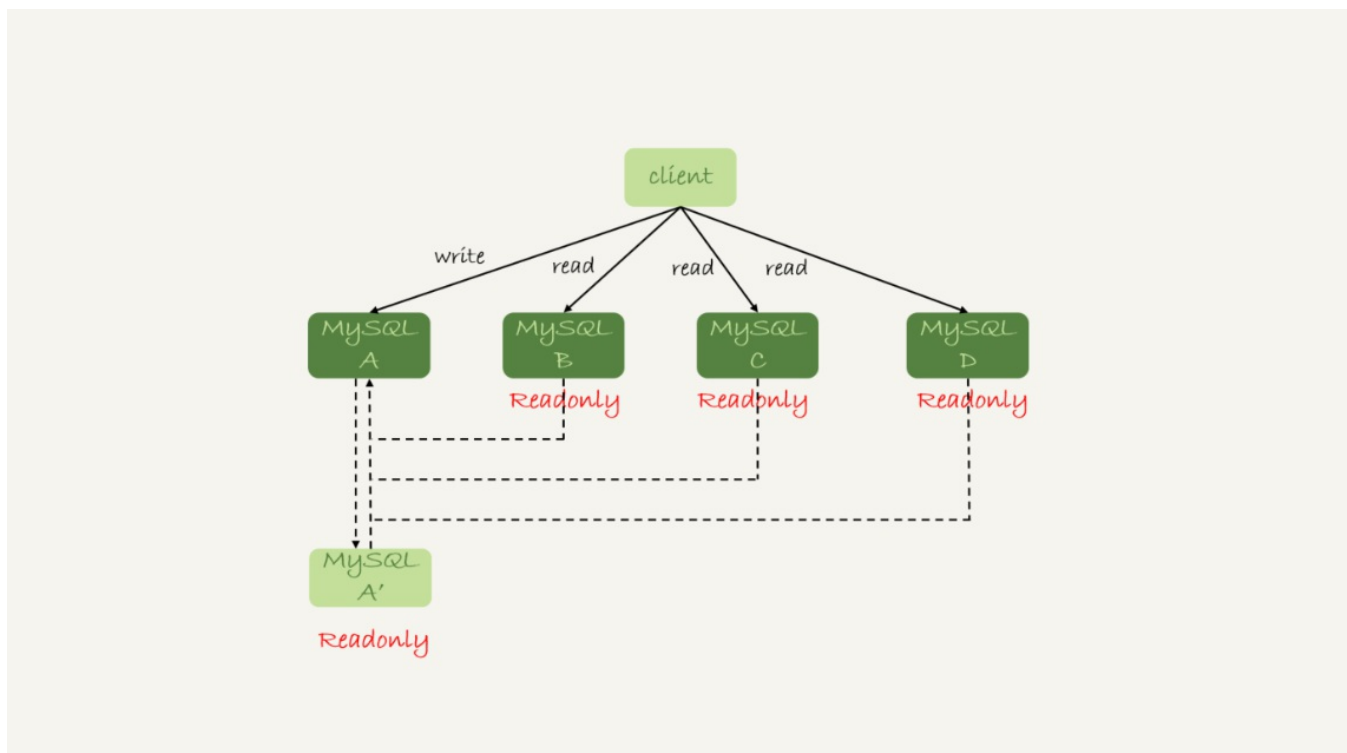 client
write
read
read
read
MySQL
A
MySQL
B
MySQL
C
MySQL
D
Readonly
Readonly
Readonly
MySQL
A'
Readonly